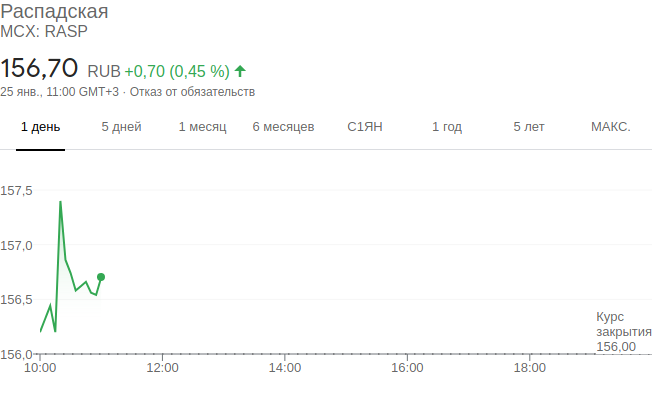 Распадская
MCX: RASP
156,70 RUB +0,70 (0,45 %)
25 янв., 11:00 GMT+3 · Отказ от обязательств
1 день 5 дней 1 месяц 6 месяцев С1ЯН 1 год 5 лет МАКС.
157,5
157,0
156,5
Курс
закрытия
156,00
156,0
10:00 12:00 14:00 16:00 18:00